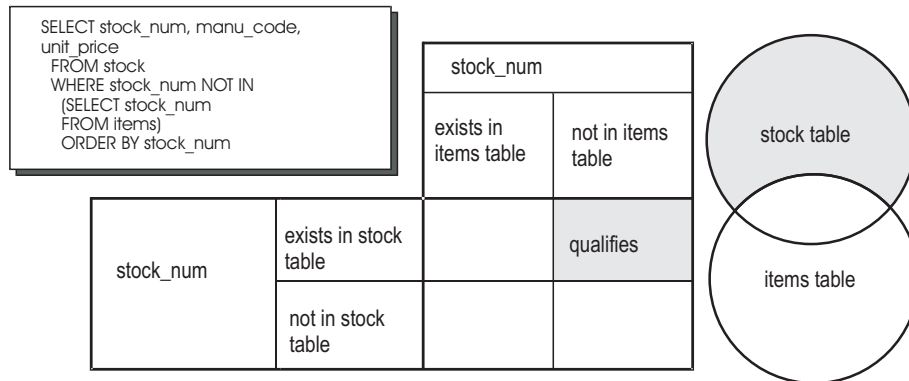 SELECT stock_num, manu_code,
unit_price
FROM stock
WHERE stock_num NOT IN
(SELECT stock_num
FROM items)
ORDER BY stock_num
stock_num
exists in
items table
not in items
table
stock_num
exists in stock
table
qualifies
not in stock
table
stock table
items table